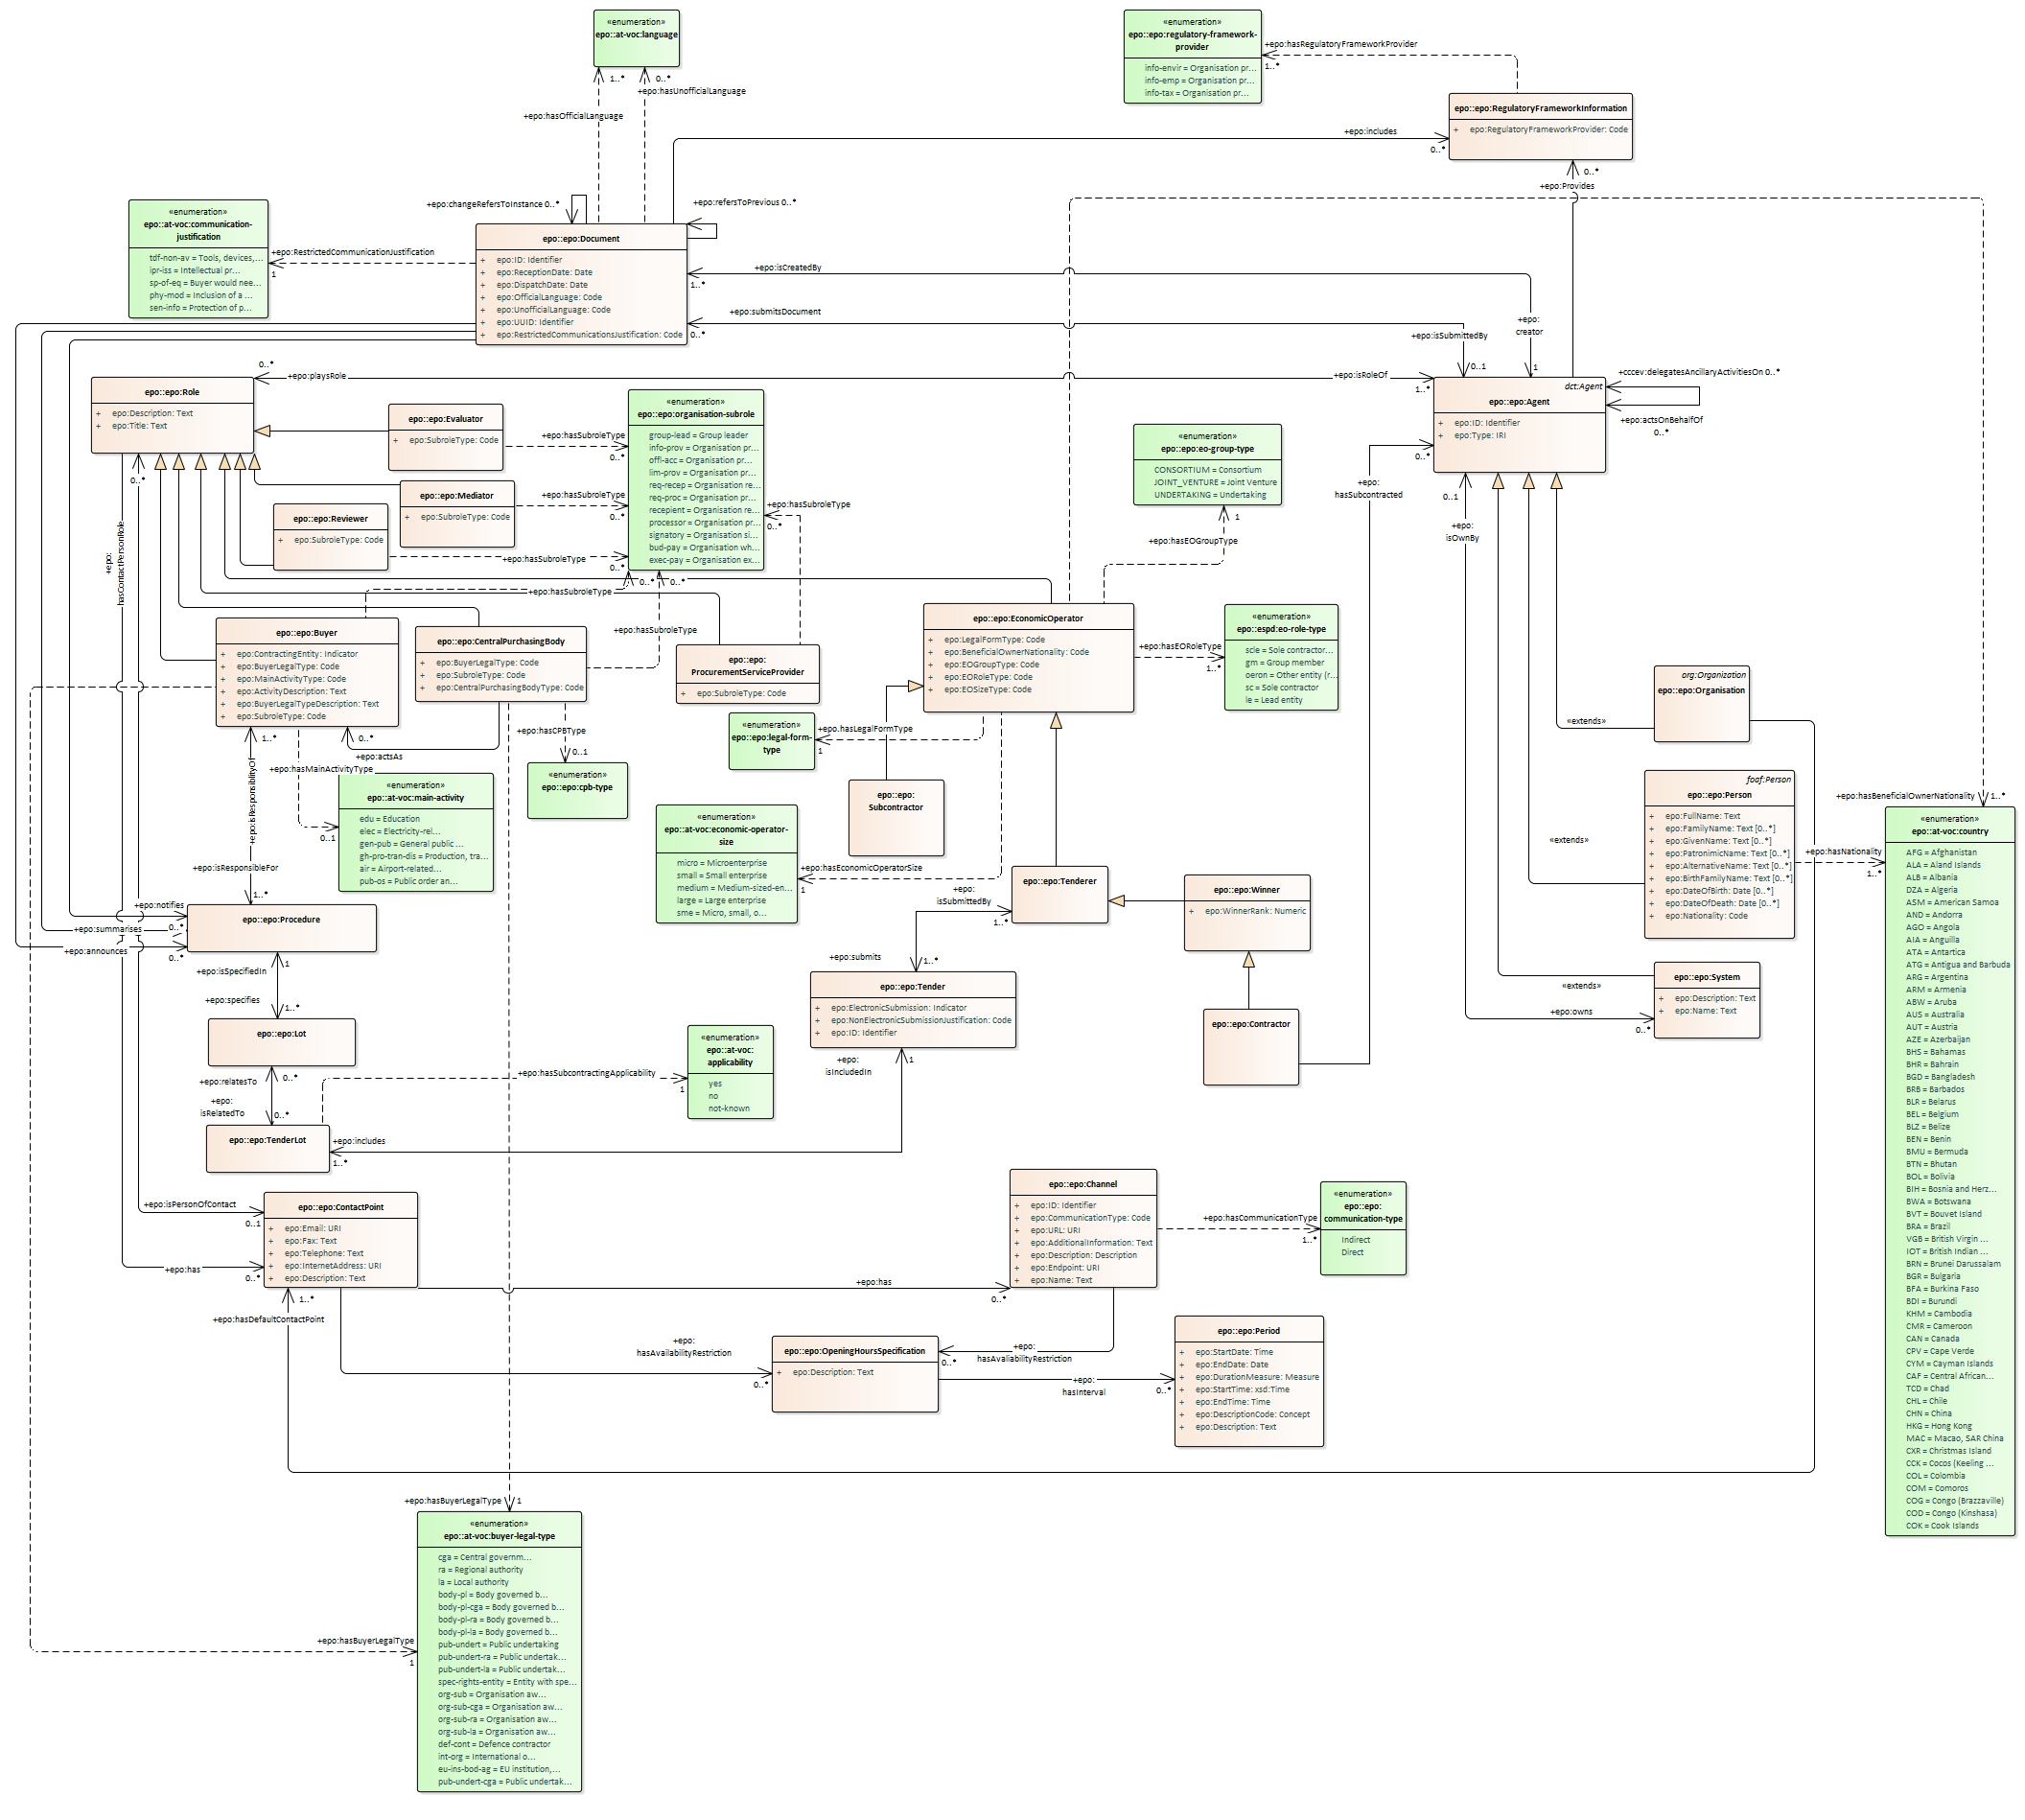 «enumeration»
epo::at-voc:language
«enumeration»
epo::epo:regulatory-framework-
provider
info-envir = Organisation pr...
info-emp = Organisation pr...
info-tax = Organisation pr...
+epo:hasRegulatoryFrameworkProvider
1..*
1..*
0..*
+epo:hasUnofficialLanguage
+epo:hasOfficialLanguage
epo::epo:RegulatoryFrameworkInformation
+ epo:RegulatoryFrameworkProvider: Code
+epo:includes
0..*
0..*
+epo:Provides
«enumeration»
epo::at-voc:communication-
justification
tdf-non-av = Tools, devices,...
ipr-iss = Intellectual pr...
sp-of-eq = Buyer would nee...
phy-mod = Inclusion of a ...
sen-info = Protection of p...
+epo:changeRefersToInstance 0..*
+epo:refersToPrevious 0..*
+epo:RestrictedCommunicationJustification
1
epo::epo:Document
+ epo:ID: Identifier
+ epo:ReceptionDate: Date
+ epo:DispatchDate: Date
+ epo:OfficialLanguage: Code
+ epo:UnofficialLanguage: Code
+ epo:UUID: Identifier
+ epo:RestrictedCommunicationsJustification: Code
+epo:isCreatedBy
1..*
+epo:submitsDocument
0..*
+epo:
creator
1
+epo:isSubmittedBy
0..1
epo::epo:Role
+ epo:Description: Text
+ epo:Title: Text
0..*
+epo:playsRole
+epo:isRoleOf
1..*
dct:Agent
epo::epo:Agent
+ epo:ID: Identifier
+ epo:Type: IRI
+cccev:delegatesAncillaryActivitiesOn 0..*
+epo:actsOnBehalfOf
0..*
epo::epo:Evaluator
+ epo:SubroleType: Code
+epo:hasSubroleType
0..*
epo::epo:Mediator
+ epo:SubroleType: Code
+epo:hasSubroleType
0..*
epo::epo:Reviewer
+ epo:SubroleType: Code
+epo:hasSubroleType
0..*
«enumeration»
epo::epo:organisation-subrole
group-lead = Group leader
info-prov = Organisation pr...
offi-acc = Organisation pr...
lim-prov = Organisation pr...
req-recep = Organisation re...
req-proc = Organisation pr...
recepient = Organisation re...
processor = Organisation pr...
signatory = Organisation si...
bud-pay = Organisation wh...
exec-pay = Organisation ex...
+epo:hasSubroleType
0..*
0..*
0..*
+epo:hasSubroleType
+epo:hasSubroleType
«enumeration»
epo::epo:eo-group-type
CONSORTIUM = Consortium
JOINT_VENTURE = Joint Venture
UNDERTAKING = Undertaking
1
+epo:hasEOGroupType
0..*
+epo:
hasSubcontracted
0..1
+epo:
isOwnBy
0..*
+epo:
hasContactPersonRole
epo::epo:Buyer
+ epo:ContractingEntity: Indicator
+ epo:BuyerLegalType: Code
+ epo:MainActivityType: Code
+ epo:ActivityDescription: Text
+ epo:BuyerLegalTypeDescription: Text
+ epo:SubroleType: Code
epo::epo:CentralPurchasingBody
+ epo:BuyerLegalType: Code
+ epo:SubroleType: Code
+ epo:CentralPurchasingBodyType: Code
epo::epo:
ProcurementServiceProvider
+ epo:SubroleType: Code
epo::epo:EconomicOperator
+ epo:LegalFormType: Code
+ epo:BeneficialOwnerNationality: Code
+ epo:EOGroupType: Code
+ epo:EORoleType: Code
+ epo:EOSizeType: Code
+epo:hasEORoleType
1..*
«enumeration»
epo::espd:eo-role-type
scle = Sole contractor...
gm = Group member
oeron = Other entity (r...
sc = Sole contractor
le = Lead entity
org:Organization
epo::epo:Organisation
«extends»
1..*
0..*
+epo:actsAs
+epo:hasMainActivityType
0..1
+epo:isResponsiblityOf
+epo:hasCPBType
0..1
«enumeration»
epo::epo:cpb-type
«enumeration»
epo::epo:legal-form-
type
+epo.hasLegalFormType
1
«enumeration»
epo::at-voc:main-activity
edu = Education
elec = Electricity-rel...
gen-pub = General public ...
gh-pro-tran-dis = Production, tra...
air = Airport-related...
pub-os = Public order an...
epo::epo:
Subcontractor
foaf:Person
epo::epo:Person
+ epo:FullName: Text
+ epo:FamilyName: Text [0..*]
+ epo:GivenName: Text [0..*]
+ epo:PatronimicName: Text [0..*]
+ epo:AlternativeName: Text [0..*]
+ epo:BirthFamilyName: Text [0..*]
+ epo:DateOfBirth: Date [0..*]
+ epo:DateOfDeath: Date [0..*]
+ epo:Nationality: Code
«extends»
+epo:hasBeneficialOwnerNationality
1..*
+epo:hasNationality
1..*
«enumeration»
epo::at-voc:economic-operator-
size
micro = Microenterprise
small = Small enterprise
medium = Medium-sized-en...
large = Large enterprise
sme = Micro, small, o...
+epo:hasEconomicOperatorSize
1
epo::epo:Tenderer
epo::epo:Winner
+ epo:WinnerRank: Numeric
+epo:
isSubmittedBy
1..*
+epo:submits
1..*
+epo:isResponsibleFor
1..*
+epo:notifies
0..*
+epo:summarises
+epo:announces
0..*
epo::epo:Procedure
+epo:isSpecifiedIn
1
+epo:specifies
1..*
epo::epo:Lot
epo::epo:Tender
+ epo:ElectronicSubmission: Indicator
+ epo:NonElectronicSubmissionJustification: Code
+ epo:ID: Identifier
epo::epo:Contractor
epo::epo:System
+ epo:Description: Text
+ epo:Name: Text
«extends»
+epo:owns
0..*
«enumeration»
epo::at-voc:
applicability
yes
no
not-known
+epo:hasSubcontractingApplicability
1
+epo:
isIncludedIn
1
+epo:relatesTo
0..*
+epo:
isRelatedTo
0..*
epo::epo:TenderLot
+epo:includes
1..*
+epo:isPersonOfContact
0..1
epo::epo:ContactPoint
+ epo:Email: URI
+ epo:Fax: Text
+ epo:Telephone: Text
+ epo:InternetAddress: URI
+ epo:Description: Text
+epo:has
0..*
1..*
+epo:hasDefaultContactPoint
+epo:has
0..*
epo::epo:Channel
+ epo:ID: Identifier
+ epo:CommunicationType: Code
+ epo:URL: URI
+ epo:AdditionalInformation: Text
+ epo:Description: Description
+ epo:Endpoint: URI
+ epo:Name: Text
+epo:hasCommunicationType
1..*
«enumeration»
epo::epo:
communication-type
Indirect
Direct
+epo:
hasAvailabilityRestriction
0..*
epo::epo:OpeningHoursSpecification
+ epo:Description: Text
+epo:
hasAvaliabilityRestriction
0..*
+epo:
hasInterval
0..*
epo::epo:Period
+ epo:StartDate: Time
+ epo:EndDate: Date
+ epo:DurationMeasure: Measure
+ epo:StartTime: xsd:Time
+ epo:EndTime: Time
+ epo:DescriptionCode: Concept
+ epo:Description: Text
«enumeration»
epo::at-voc:country
AFG = Afghanistan
ALA = Aland Islands
ALB = Albania
DZA = Algeria
ASM = American Samoa
AND = Andorra
AGO = Angola
AIA = Anguilla
ATA = Antartica
ATG = Antigua and Barbuda
ARG = Argentina
ARM = Armenia
ABW = Aruba
AUS = Australia
AUT = Austria
AZE = Azerbaijan
BHS = Bahamas
BHR = Bahrain
BGD = Bangladesh
BRB = Barbados
BLR = Belarus
BEL = Belgium
BLZ = Belize
BEN = Benin
BMU = Bermuda
BTN = Bhutan
BOL = Bolivia
BIH = Bosnia and Herz...
BWA = Botswana
BVT = Bouvet Island
BRA = Brazil
VGB = British Virgin ...
IOT = British Indian ...
BRN = Brunei Darussalam
BGR = Bulgaria
BFA = Burkina Faso
BDI = Burundi
KHM = Cambodia
CMR = Cameroon
CAN = Canada
CPV = Cape Verde
CYM = Cayman Islands
CAF = Central African...
TCD = Chad
CHL = Chile
CHN = China
HKG = Hong Kong
MAC = Macao, SAR China
CXR = Christmas Island
CCK = Cocos (Keeling ...
COL = Colombia
COM = Comoros
COG = Congo (Brazzaville)
COD = Congo (Kinshasa)
COK = Cook Islands
+epo:hasBuyerLegalType
1
«enumeration»
epo::at-voc:buyer-legal-type
cga = Central governm...
ra = Regional authority
la = Local authority
body-pl = Body governed b...
body-pl-cga = Body governed b...
body-pl-ra = Body governed b...
body-pl-la = Body governed b...
pub-undert = Public undertaking
pub-undert-ra = Public undertak...
pub-undert-la = Public undertak...
spec-rights-entity = Entity with spe...
org-sub = Organisation aw...
org-sub-cga = Organisation aw...
org-sub-ra = Organisation aw...
org-sub-la = Organisation aw...
def-cont = Defence contractor
int-org = International o...
eu-ins-bod-ag = EU institution,...
pub-undert-cga = Public undertak...
+epo:hasBuyerLegalType
1